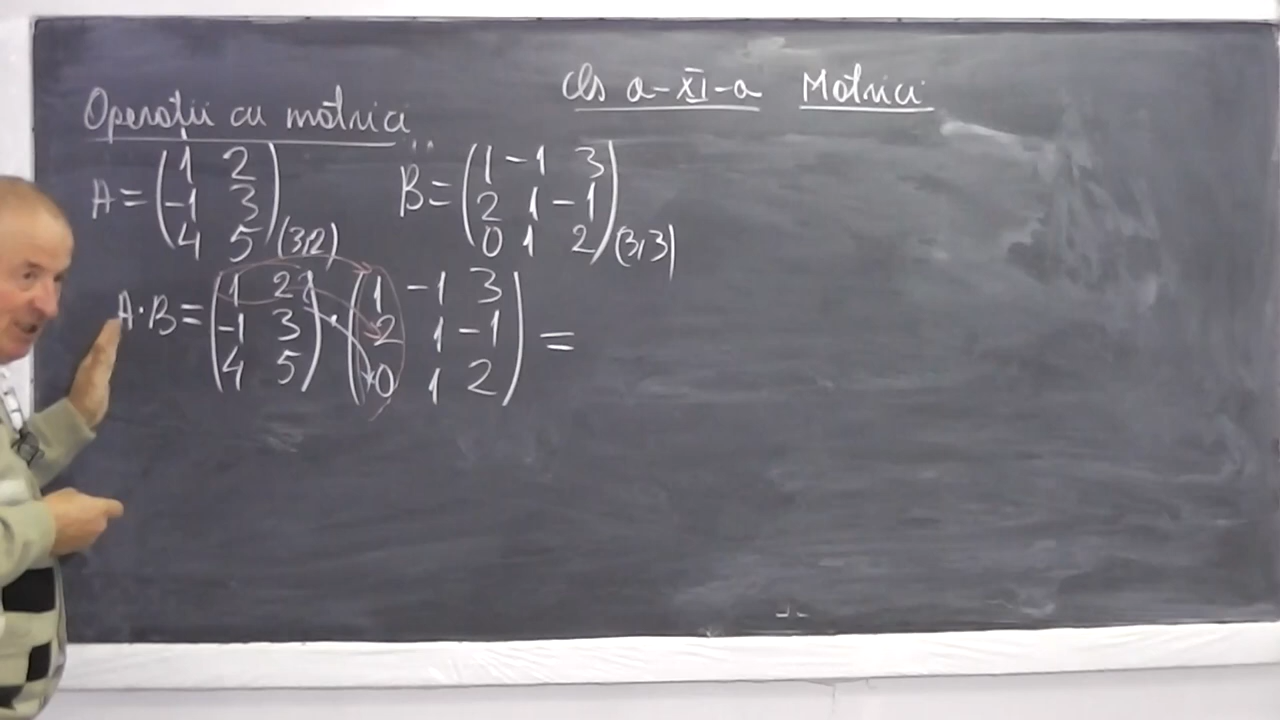 cls a-XI-a Matrici
Operații cu matrici
A = (1 2 B = (1 -1 3
-1 3 2 1 -1
4 5) (3,2) 0 1 2) (3,3)
A·B = (1 2 · (1 -1 3 =
-1 3 2 1 -1
4 5) 0 1 2)